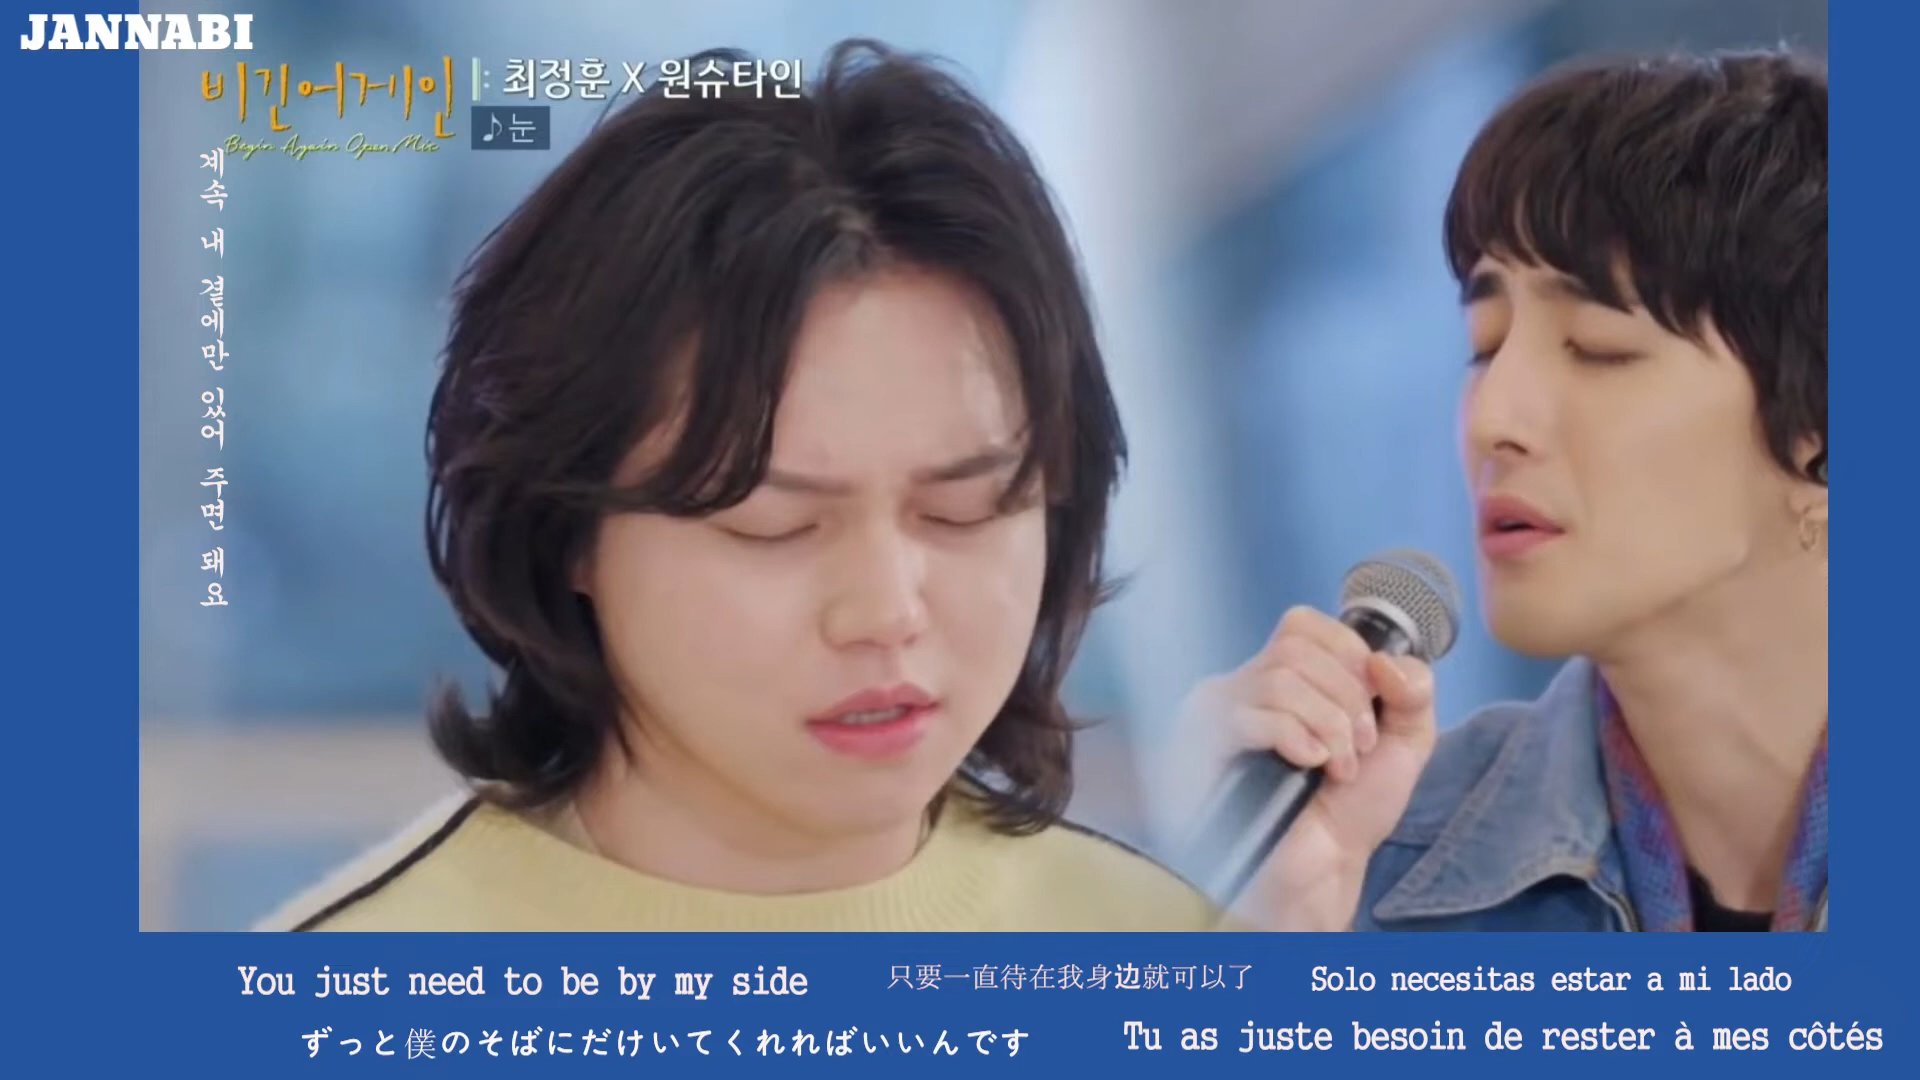 JANNABI
비긴어게인
Begin Again Open Mic
최정훈 X 원슈타인
♪눈
계속 내 곁에만 있어 주면 돼요
You just need to be by my side
只要一直待在我身边就可以了
Solo necesitas estar a mi lado
ずっと僕のそばにだけいてくれればいいんです
Tu as juste besoin de rester à mes côtés